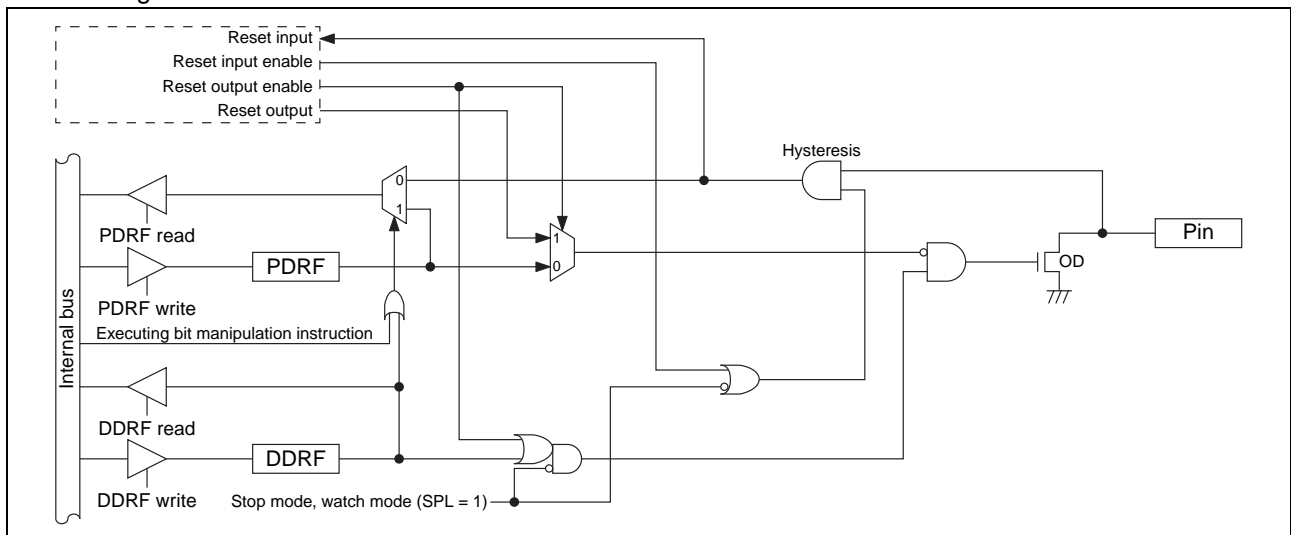 Reset input
Reset input enable
Reset output enable
Reset output
Hysteresis
0
1
PDRF read
1
0
OD
Pin
PDRF
PDRF write
Executing bit manipulation instruction
Internal bus
DDRF read
DDRF
DDRF write
Stop mode, watch mode (SPL = 1)